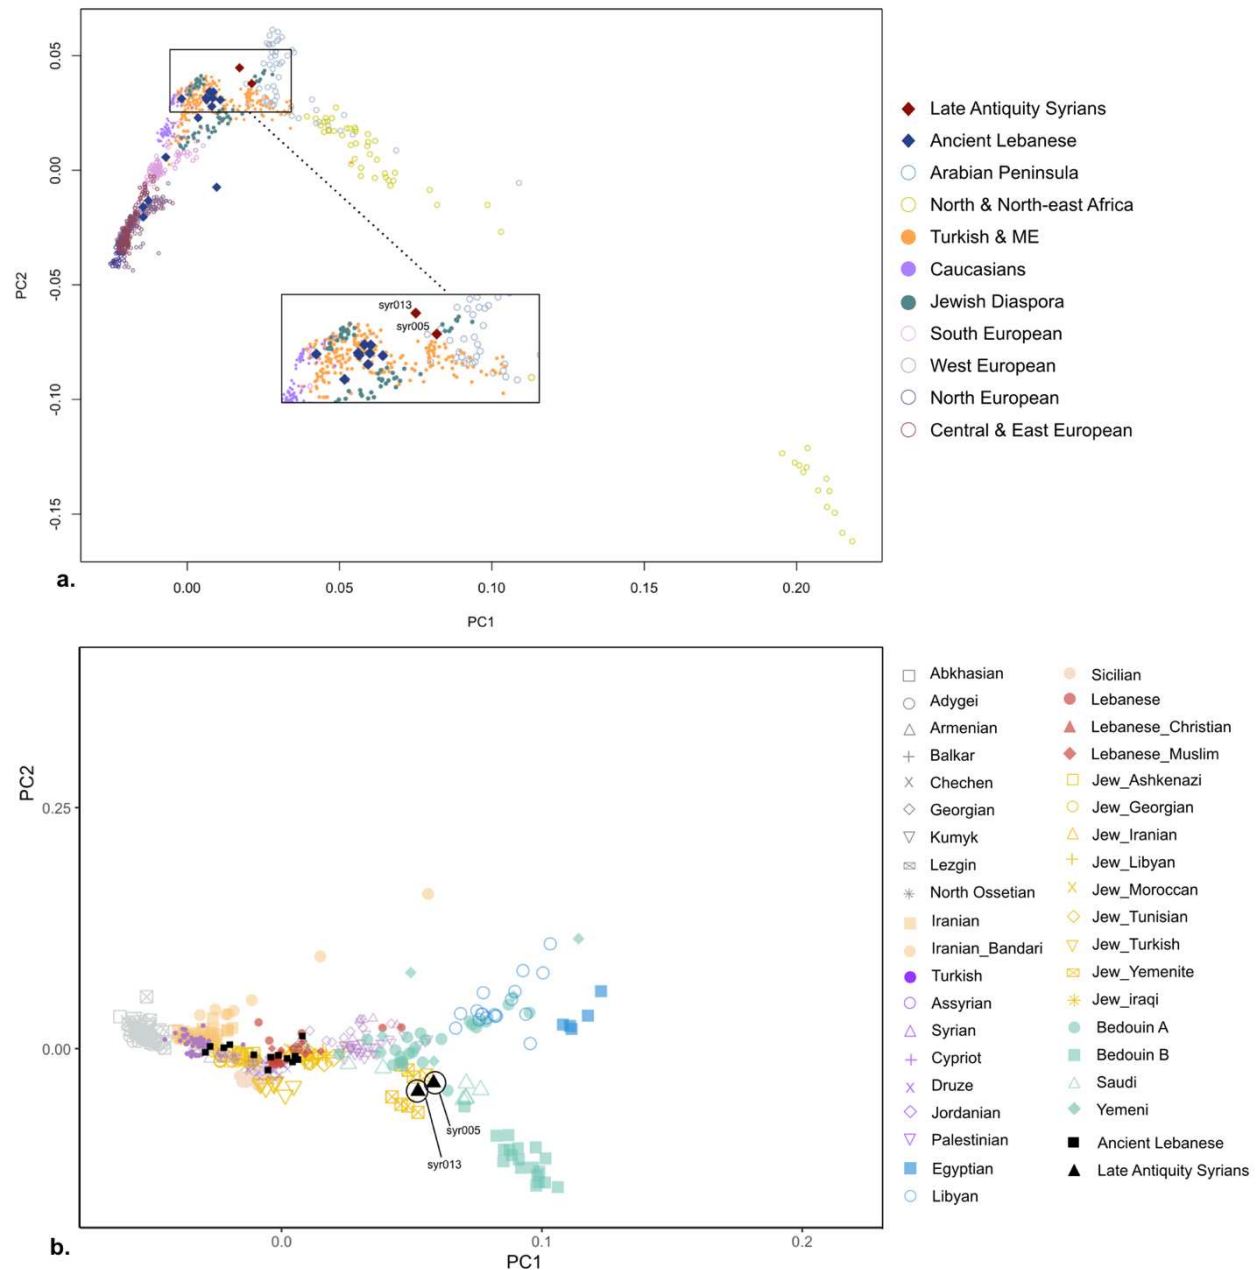 0.05
0.00
-0.05
-0.10
-0.15
PC2
syr013
syr005
0.00
0.05
0.10
0.15
0.20
a.
PC1
Late Antiquity Syrians
Ancient Lebanese
Arabian Peninsula
North & North-east Africa
Turkish & ME
Caucasians
Jewish Diaspora
South European
West European
North European
Central & East European
PC2
0.25
0.00
syr005
syr013
0.0
0.1
0.2
b.
PC1
Abkhasian
Adygei
Armenian
Balkar
Chechen
Georgian
Kumyk
Lezgin
North Ossetian
Iranian
Iranian_Bandari
Turkish
Assyrian
Syrian
Cypriot
Druze
Jordanian
Palestinian
Egyptian
Libyan
Sicilian
Lebanese
Lebanese_Christian
Lebanese_Muslim
Jew_Ashkenazi
Jew_Georgian
Jew_Iranian
Jew_Libyan
Jew_Moroccan
Jew_Tunisian
Jew_Turkish
Jew_Yemenite
Jew_iraqi
Bedouin A
Bedouin B
Saudi
Yemeni
Ancient Lebanese
Late Antiquity Syrians